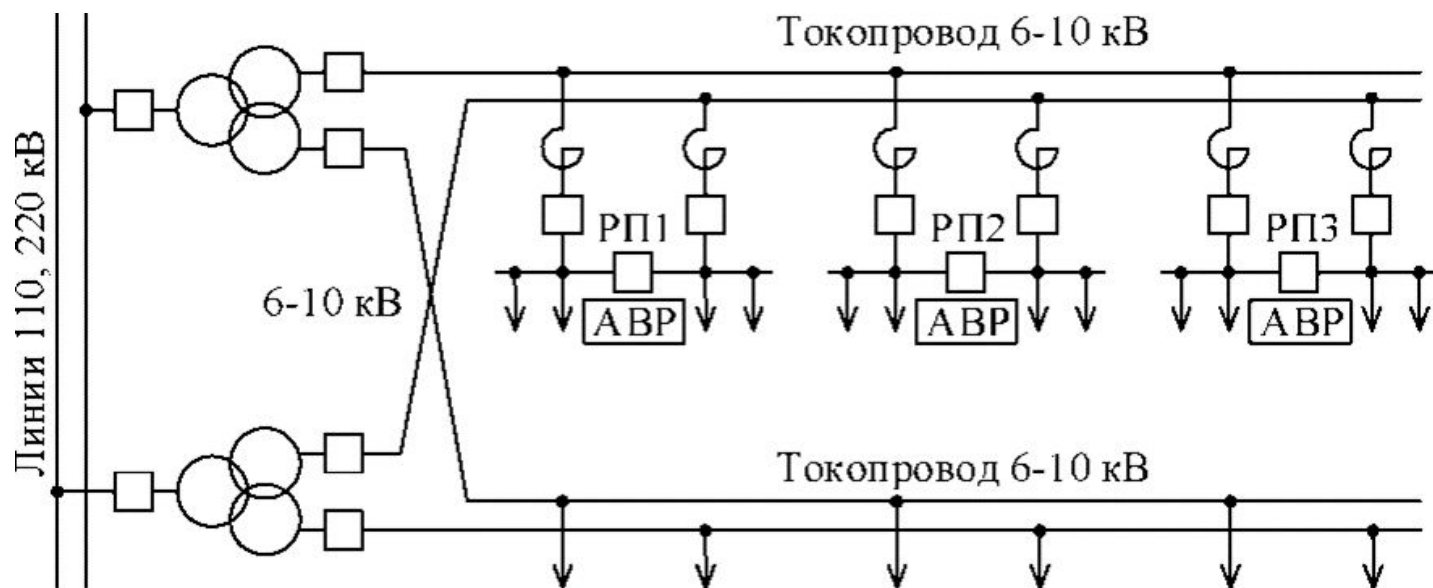 Токопровод 6-10 кВ
Линии 110, 220 кВ
РП1
РП2
РП3
6-10 кВ
АВР
АВР
АВР
Токопровод 6-10 кВ